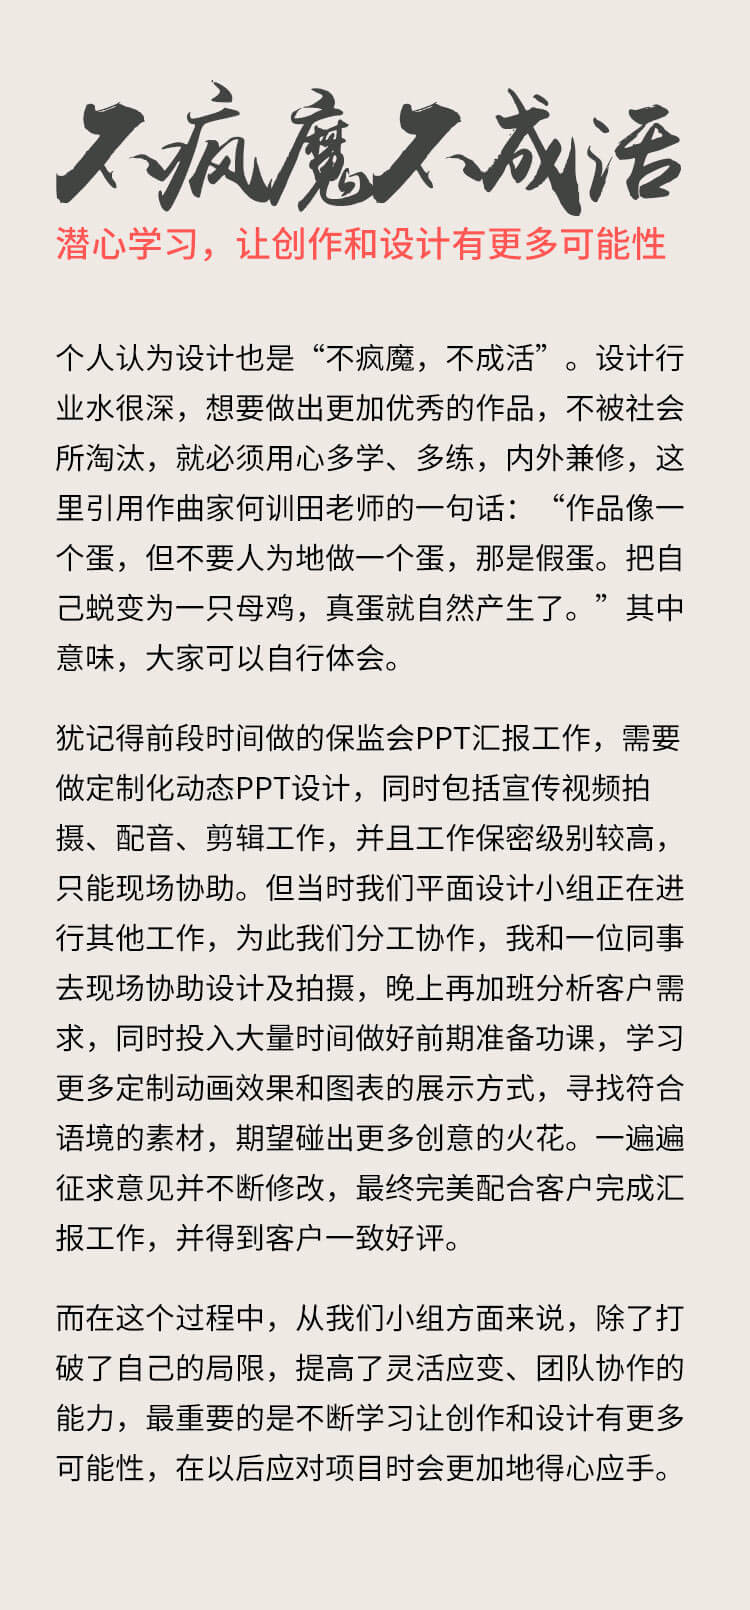 不疯魔不成活
潜心学习，让创作和设计有更多可能性
个人认为设计也是“不疯魔，不成活”。设计行
业水很深，想要做出更加优秀的作品，不被社会
所淘汰，就必须用心多学、多练，内外兼修，这
里引用作曲家何训田老师的一句话：“作品像一
个蛋，但不要人为地做一个蛋，那是假蛋。把自
己蜕变为一只母鸡，真蛋就自然产生了。”其中
意味，大家可以自行体会。
犹记得前段时间做的保监会PPT汇报工作，需要
做定制化动态PPT设计，同时包括宣传视频拍
摄、配音、剪辑工作，并且工作保密级别较高，
只能现场协助。但当时我们平面设计小组正在进
行其他工作，为此我们分工协作，我和一位同事
去现场协助设计及拍摄，晚上再加班分析客户需
求，同时投入大量时间做好前期准备功课，学习
更多定制动画效果和图表的展示方式，寻找符合
语境的素材，期望碰出更多创意的火花。一遍遍
征求意见并不断修改，最终完美配合客户完成汇
报工作，并得到客户一致好评。
而在这个过程中，从我们小组方面来说，除了打
破了自己的局限，提高了灵活应变、团队协作的
能力，最重要的是不断学习让创作和设计有更多
可能性，在以后应对项目时会更加地得心应手。